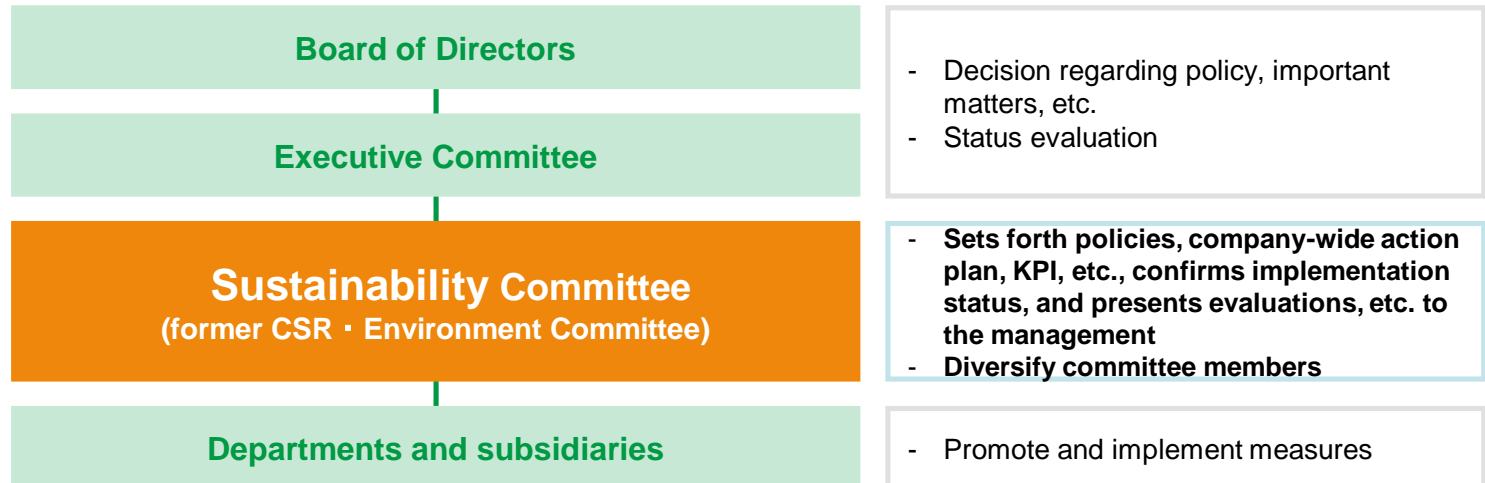 Board of Directors
Executive Committee
- Decision regarding policy, important
matters, etc.
- Status evaluation
Sustainability Committee
(former CSR・Environment Committee)
- Sets forth policies, company-wide action
plan, KPI, etc., confirms implementation
status, and presents evaluations, etc. to
the management
- Diversify committee members
Departments and subsidiaries
- Promote and implement measures